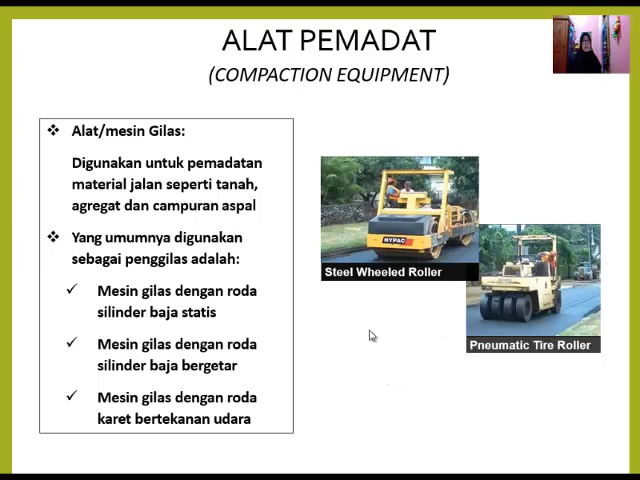 ALAT PEMADAT
(COMPACTION EQUIPMENT)
Alat/mesin Gilas:
Digunakan untuk pemadatan
material jalan seperti tanah,
agregat dan campuran aspal
Yang umumnya digunakan
sebagai penggilas adalah:
Mesin gilas dengan roda
silinder baja statis
Mesin gilas dengan roda
silinder baja bergetar
Mesin gilas dengan roda
karet bertekanan udara
HYPAC
Steel Wheeled Roller
Pneumatic Tire Roller